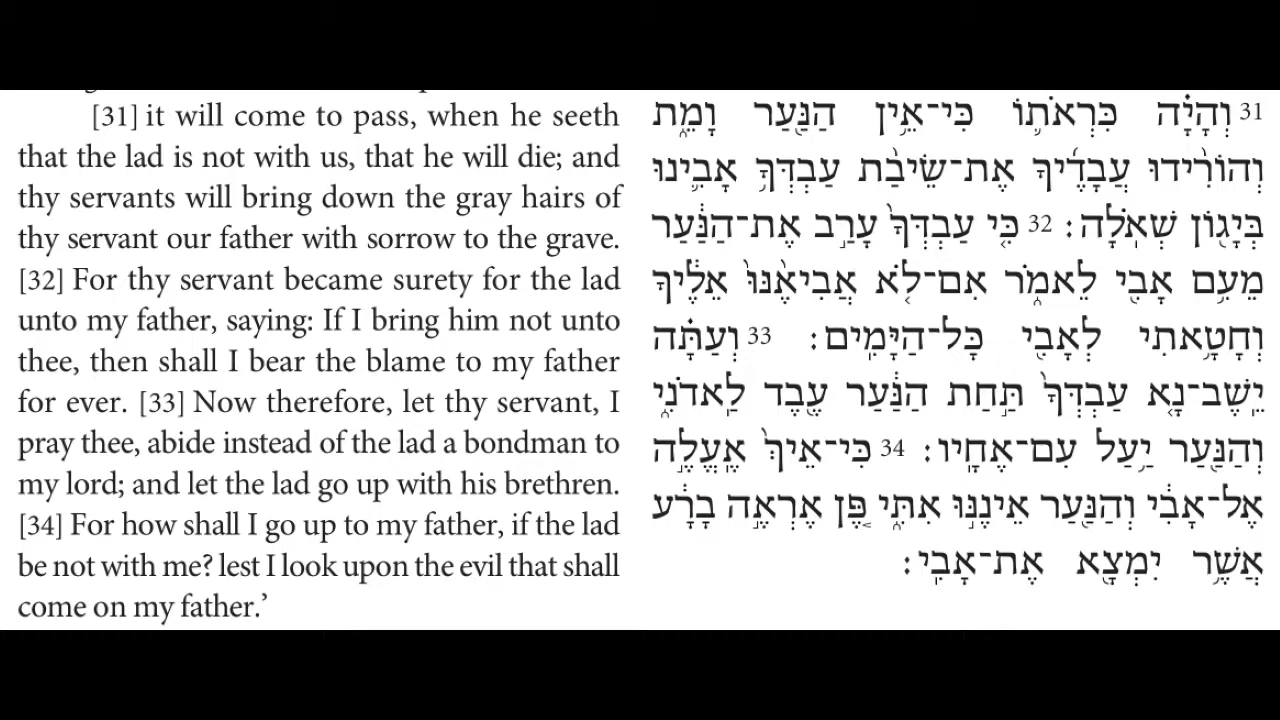 [31] it will come to pass, when he seeth
that the lad is not with us, that he will die; and
thy servants will bring down the gray hairs of
thy servant our father with sorrow to the grave.
[32] For thy servant became surety for the lad
unto my father, saying: If I bring him not unto
thee, then shall I bear the blame to my father
for ever. [33] Now therefore, let thy servant, I
pray thee, abide instead of the lad a bondman to
my lord; and let the lad go up with his brethren.
[34] For how shall I go up to my father, if the lad
be not with me? lest I look upon the evil that shall
come on my father.’
31 וְהָיָ֗ה כִּרְאֹת֛וֹ כִּי־אֵ֥ין הַנַּ֖עַר וָמֵ֑ת
וְהוֹרִ֨ידוּ עֲבָדֶ֜יךָ אֶת־שֵׂיבַ֨ת עַבְדְּךָ֥ אָבִ֛ינוּ
בְּיָג֖וֹן שְׁאֹֽלָה׃ 32 כִּ֤י עַבְדְּךָ֙ עָרַ֣ב אֶת־הַנַּ֔עַר
מֵעִ֥ם אָבִ֖י לֵאמֹ֑ר אִם־לֹ֤א אֲבִיאֶ֙נּוּ֙ אֵלֶ֔יךָ
וְחָטָ֥אתִי לְאָבִ֖י כׇּל־הַיָּמִֽים׃ 33 וְעַתָּ֗ה
יֵֽשֶׁב־נָ֤א עַבְדְּךָ֙ תַּ֣חַת הַנַּ֔עַר עֶ֖בֶד לַֽאדֹנִ֑י
וְהַנַּ֖עַר יַ֥עַל עִם־אֶחָֽיו׃ 34 כִּי־אֵיךְ֙ אֶֽעֱלֶ֣ה
אֶל־אָבִ֔י וְהַנַּ֖עַר אֵינֶ֣נּוּ אִתִּ֑י פֶּ֚ן אֶרְאֶ֣ה בָרָ֔ע
אֲשֶׁ֥ר יִמְצָ֖א אֶת־אָבִֽי׃